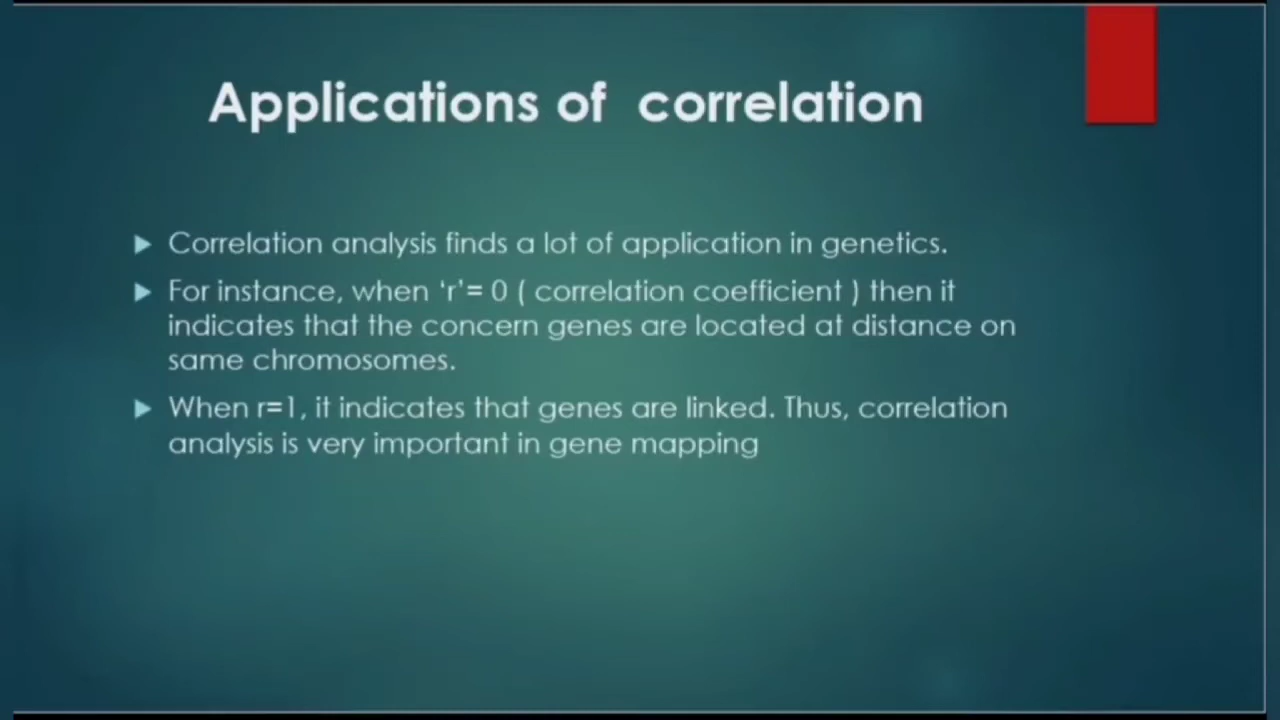 Applications of correlation
Correlation analysis finds a lot of application in genetics.
For instance, when ‘r’= 0 ( correlation coefficient ) then it
indicates that the concern genes are located at distance on
same chromosomes.
When r=1, it indicates that genes are linked. Thus, correlation
analysis is very important in gene mapping